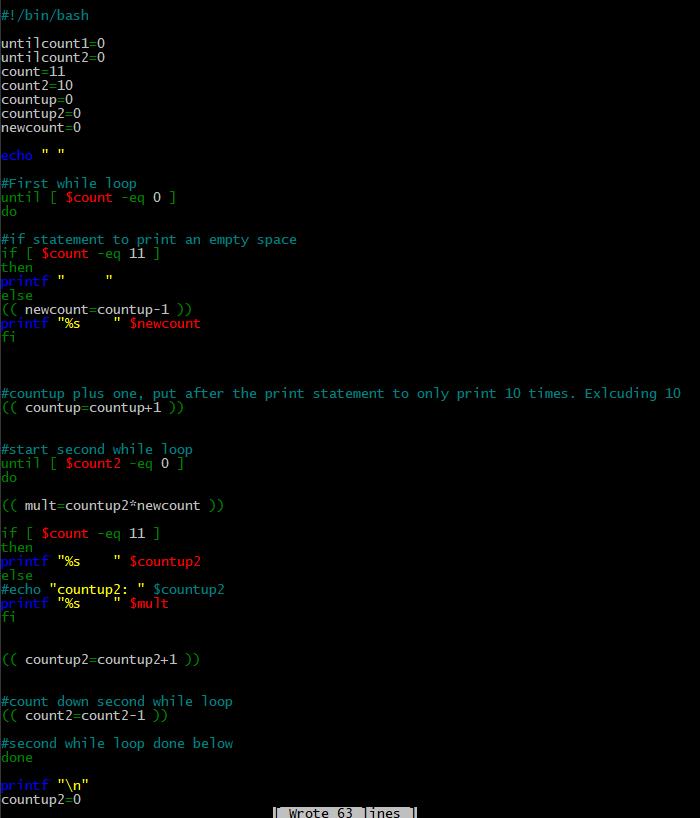 #!/bin/bash
untilcount1=0
untilcount2=0
count=11
count2=10
countup=0
countup2=0
newcount=0
echo " "
#First while loop
until [ $count -eq 0 ]
do
#if statement to print an empty space
if [ $count -eq 11 ]
then
printf "     "
else
(( newcount=countup-1 ))
printf "%s    " $newcount
fi
#countup plus one, put after the print statement to only print 10 times. Exlcuding 10
(( countup=countup+1 ))
#start second while loop
until [ $count2 -eq 0 ]
do
(( mult=countup2*newcount ))
if [ $count -eq 11 ]
then
printf "%s    " $countup2
else
#echo "countup2: " $countup2
printf "%s    " $mult
fi
(( countup2=countup2+1 ))
#count down second while loop
(( count2=count2-1 ))
#second while loop done below
done
printf "\n"
countup2=0
[ Wrote 63 lines ]